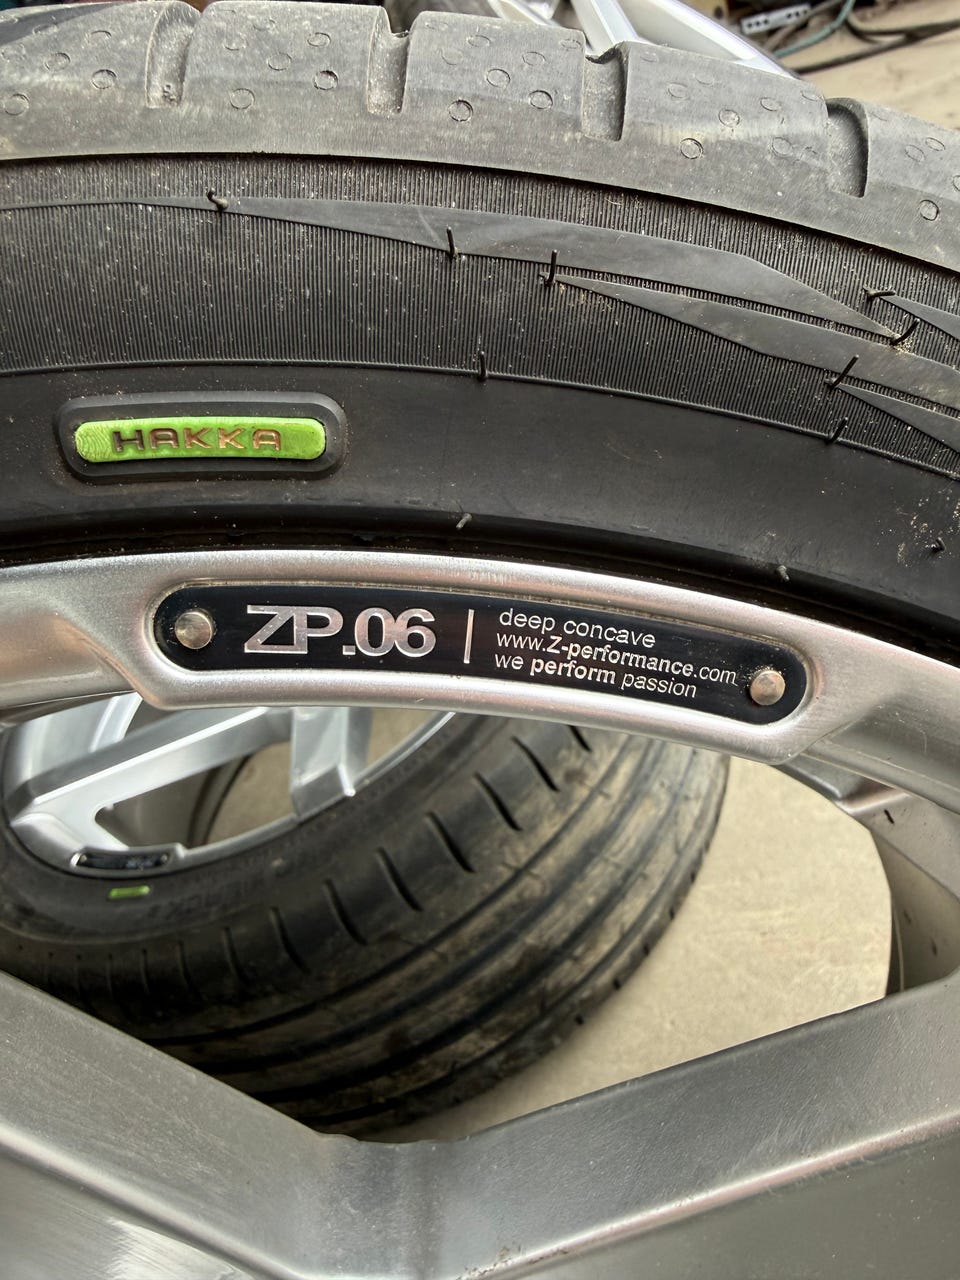 HAKKA
ZP.06
deep concave
www.Z-performance.com
we perform passion